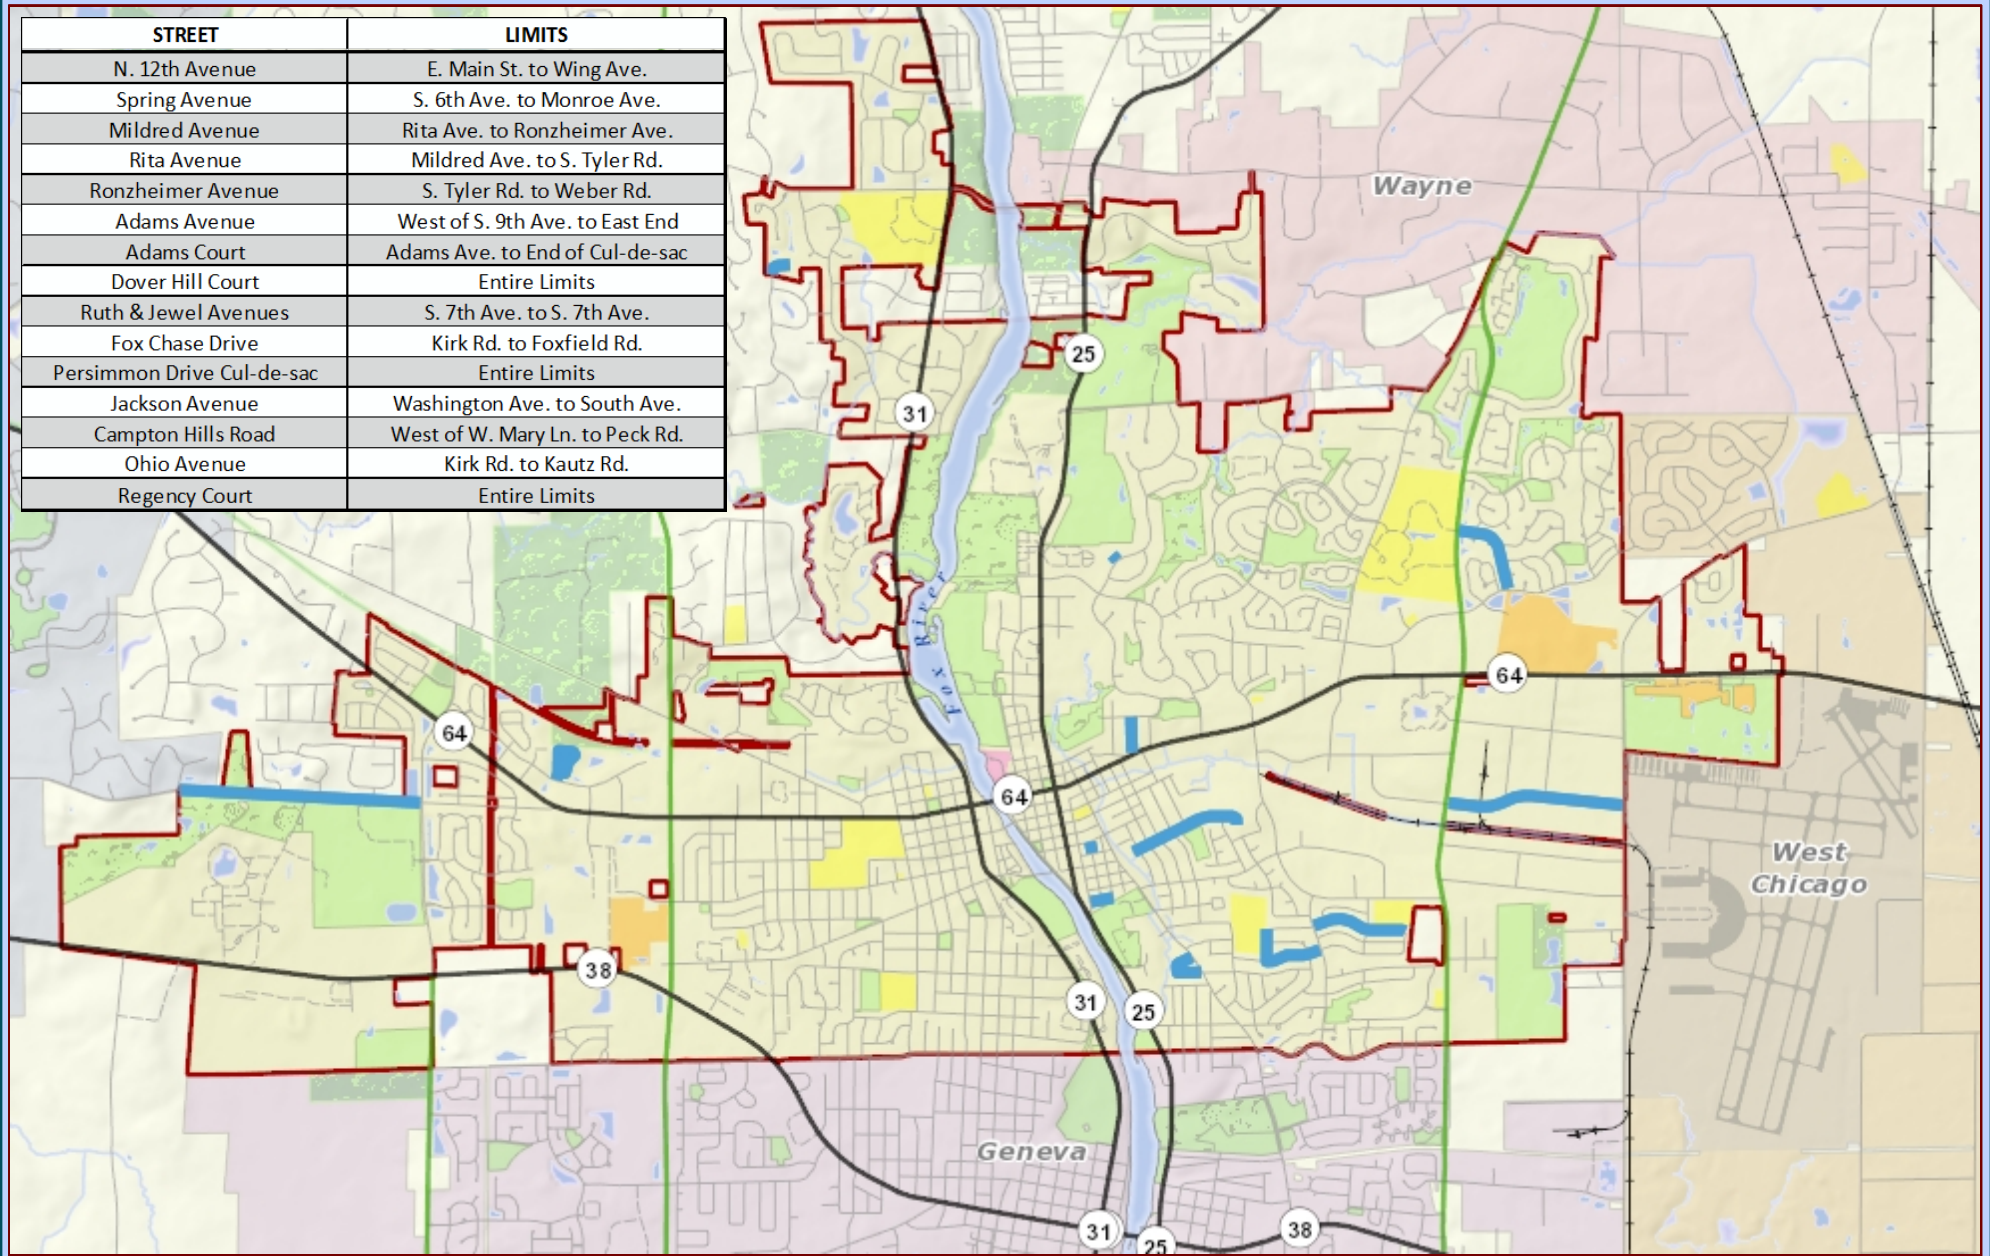 STREET LIMITS
N. 12th Avenue E. Main St. to Wing Ave.
Spring Avenue S. 6th Ave. to Monroe Ave.
Mildred Avenue Rita Ave. to Ronzheimer Ave.
Rita Avenue Mildred Ave. to S. Tyler Rd.
Ronzheimer Avenue S. Tyler Rd. to Weber Rd.
Adams Avenue West of S. 9th Ave. to East End
Adams Court Adams Ave. to End of Cul-de-sac
Dover Hill Court Entire Limits
Ruth & Jewel Avenues S. 7th Ave. to S. 7th Ave.
Fox Chase Drive Kirk Rd. to Foxfield Rd.
Persimmon Drive Cul-de-sac Entire Limits
Jackson Avenue Washington Ave. to South Ave.
Campton Hills Road West of W. Mary Ln. to Peck Rd.
Ohio Avenue Kirk Rd. to Kautz Rd.
Regency Court Entire Limits
Wayne
25
31
Fox River
64
64
64
West
Chicago
38
31
25
Geneva
31
25
38